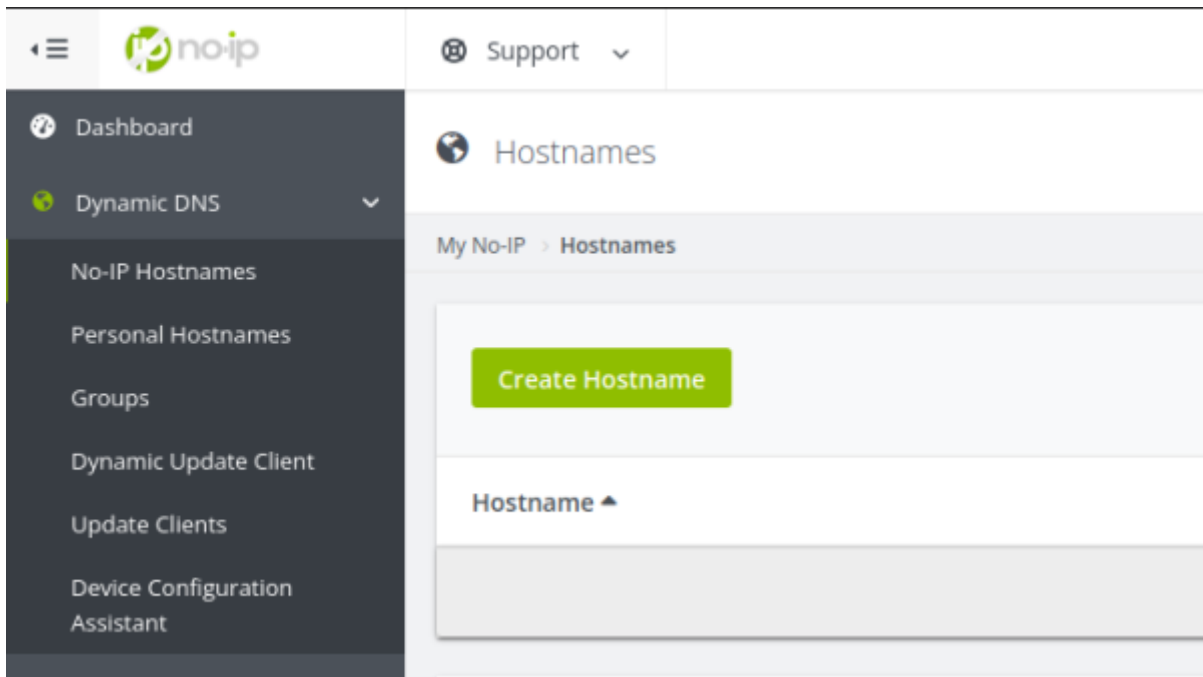 no-ip
Support
Dashboard
Hostnames
Dynamic DNS
My No-IP > Hostnames
No-IP Hostnames
Personal Hostnames
Groups
Dynamic Update Client
Update Clients
Device Configuration
Assistant
Create Hostname
Hostname